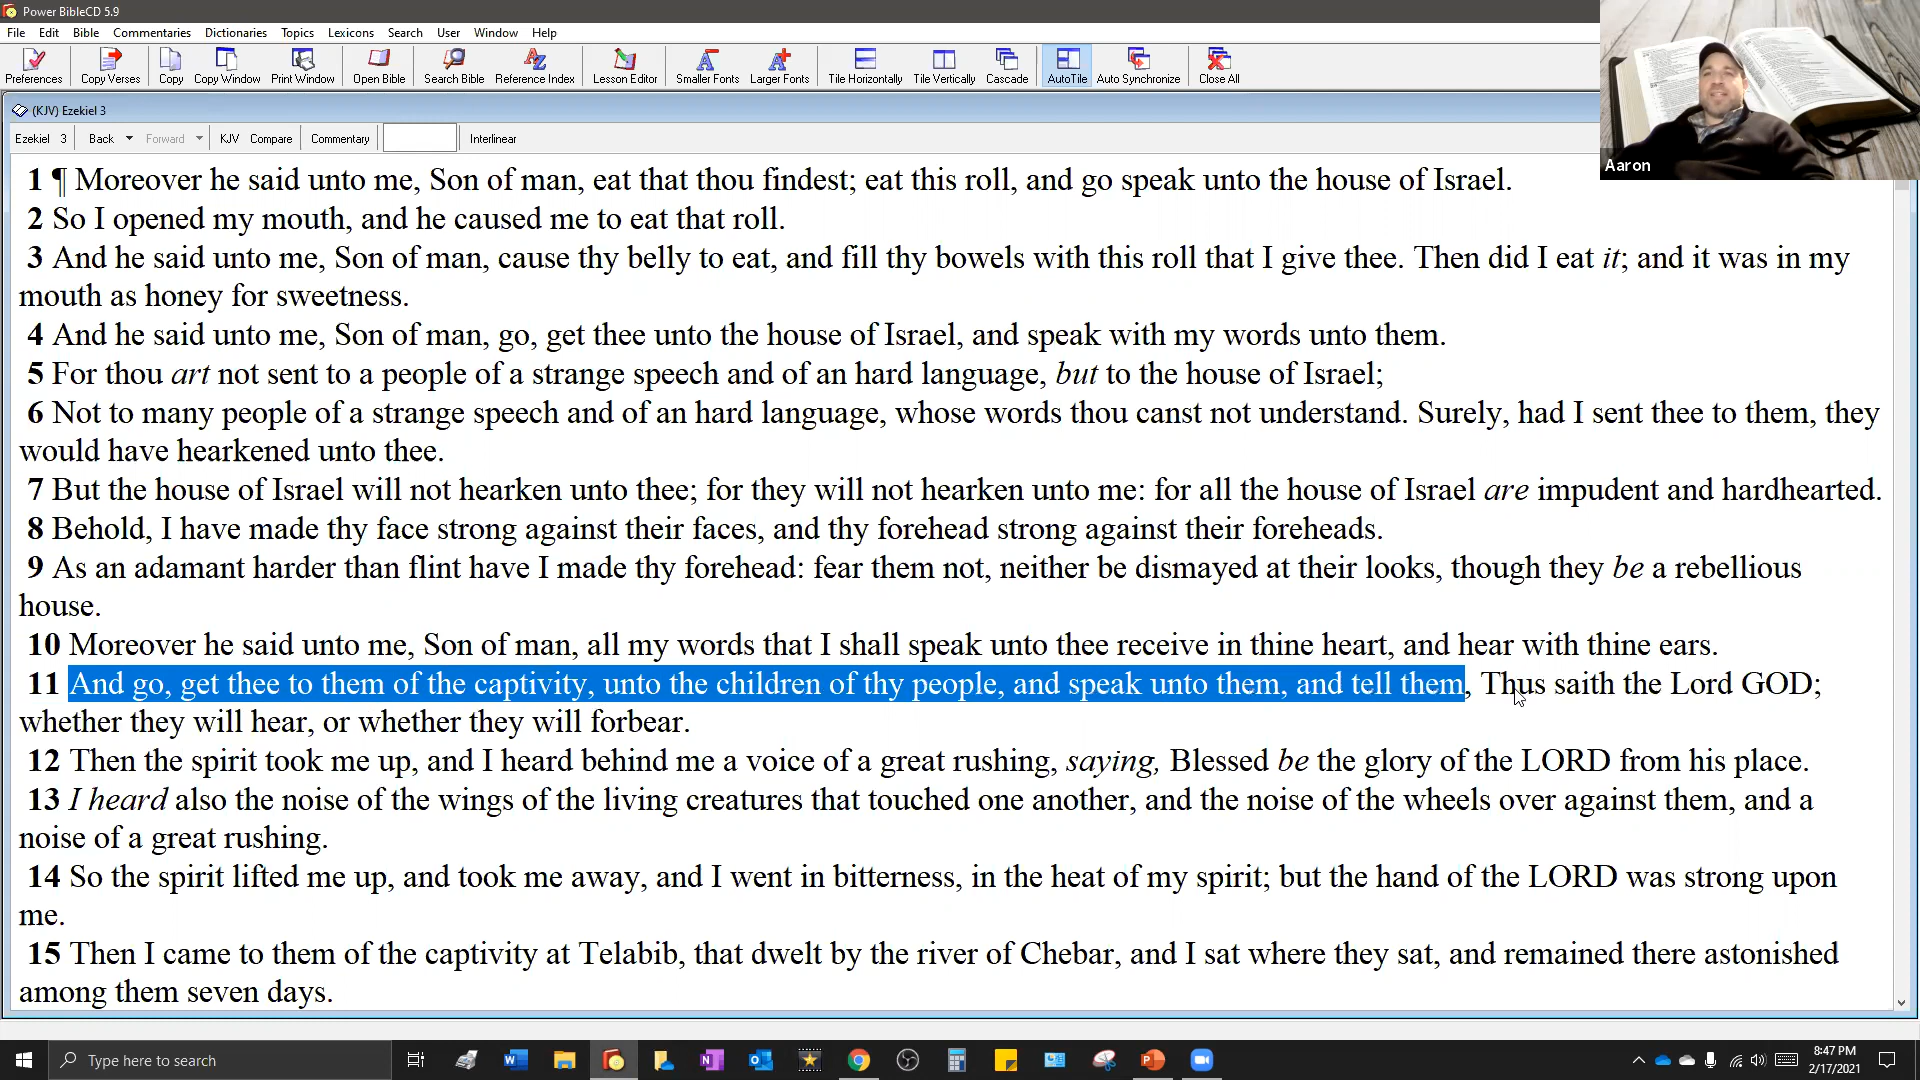 Power BibleCD 5.9
File Edit Bible Commentaries Dictionaries Topics Lexicons Search User Window Help
Preferences Copy Verses Copy Copy Window Print Window Open Bible Search Bible Reference Index Lesson Editor Smaller Fonts Larger Fonts Tile Horizontally Tile Vertically Cascade AutoTile Auto Synchronize Close All
(KJV) Ezekiel 3
Ezekiel 3 Back Forward KJV Compare Commentary Interlinear
Aaron
1 ¶ Moreover he said unto me, Son of man, eat that thou findest; eat this roll, and go speak unto the house of Israel.
2 So I opened my mouth, and he caused me to eat that roll.
3 And he said unto me, Son of man, cause thy belly to eat, and fill thy bowels with this roll that I give thee. Then did I eat it; and it was in my
mouth as honey for sweetness.
4 And he said unto me, Son of man, go, get thee unto the house of Israel, and speak with my words unto them.
5 For thou art not sent to a people of a strange speech and of an hard language, but to the house of Israel;
6 Not to many people of a strange speech and of an hard language, whose words thou canst not understand. Surely, had I sent thee to them, they
would have hearkened unto thee.
7 But the house of Israel will not hearken unto thee; for they will not hearken unto me: for all the house of Israel are impudent and hardhearted.
8 Behold, I have made thy face strong against their faces, and thy forehead strong against their foreheads.
9 As an adamant harder than flint have I made thy forehead: fear them not, neither be dismayed at their looks, though they be a rebellious
house.
10 Moreover he said unto me, Son of man, all my words that I shall speak unto thee receive in thine heart, and hear with thine ears.
11 And go, get thee to them of the captivity, unto the children of thy people, and speak unto them, and tell them, Thus saith the Lord GOD;
whether they will hear, or whether they will forbear.
12 Then the spirit took me up, and I heard behind me a voice of a great rushing, saying, Blessed be the glory of the LORD from his place.
13 I heard also the noise of the wings of the living creatures that touched one another, and the noise of the wheels over against them, and a
noise of a great rushing.
14 So the spirit lifted me up, and took me away, and I went in bitterness, in the heat of my spirit; but the hand of the LORD was strong upon
me.
15 Then I came to them of the captivity at Telabib, that dwelt by the river of Chebar, and I sat where they sat, and remained there astonished
among them seven days.
Type here to search
8:47 PM
2/17/2021